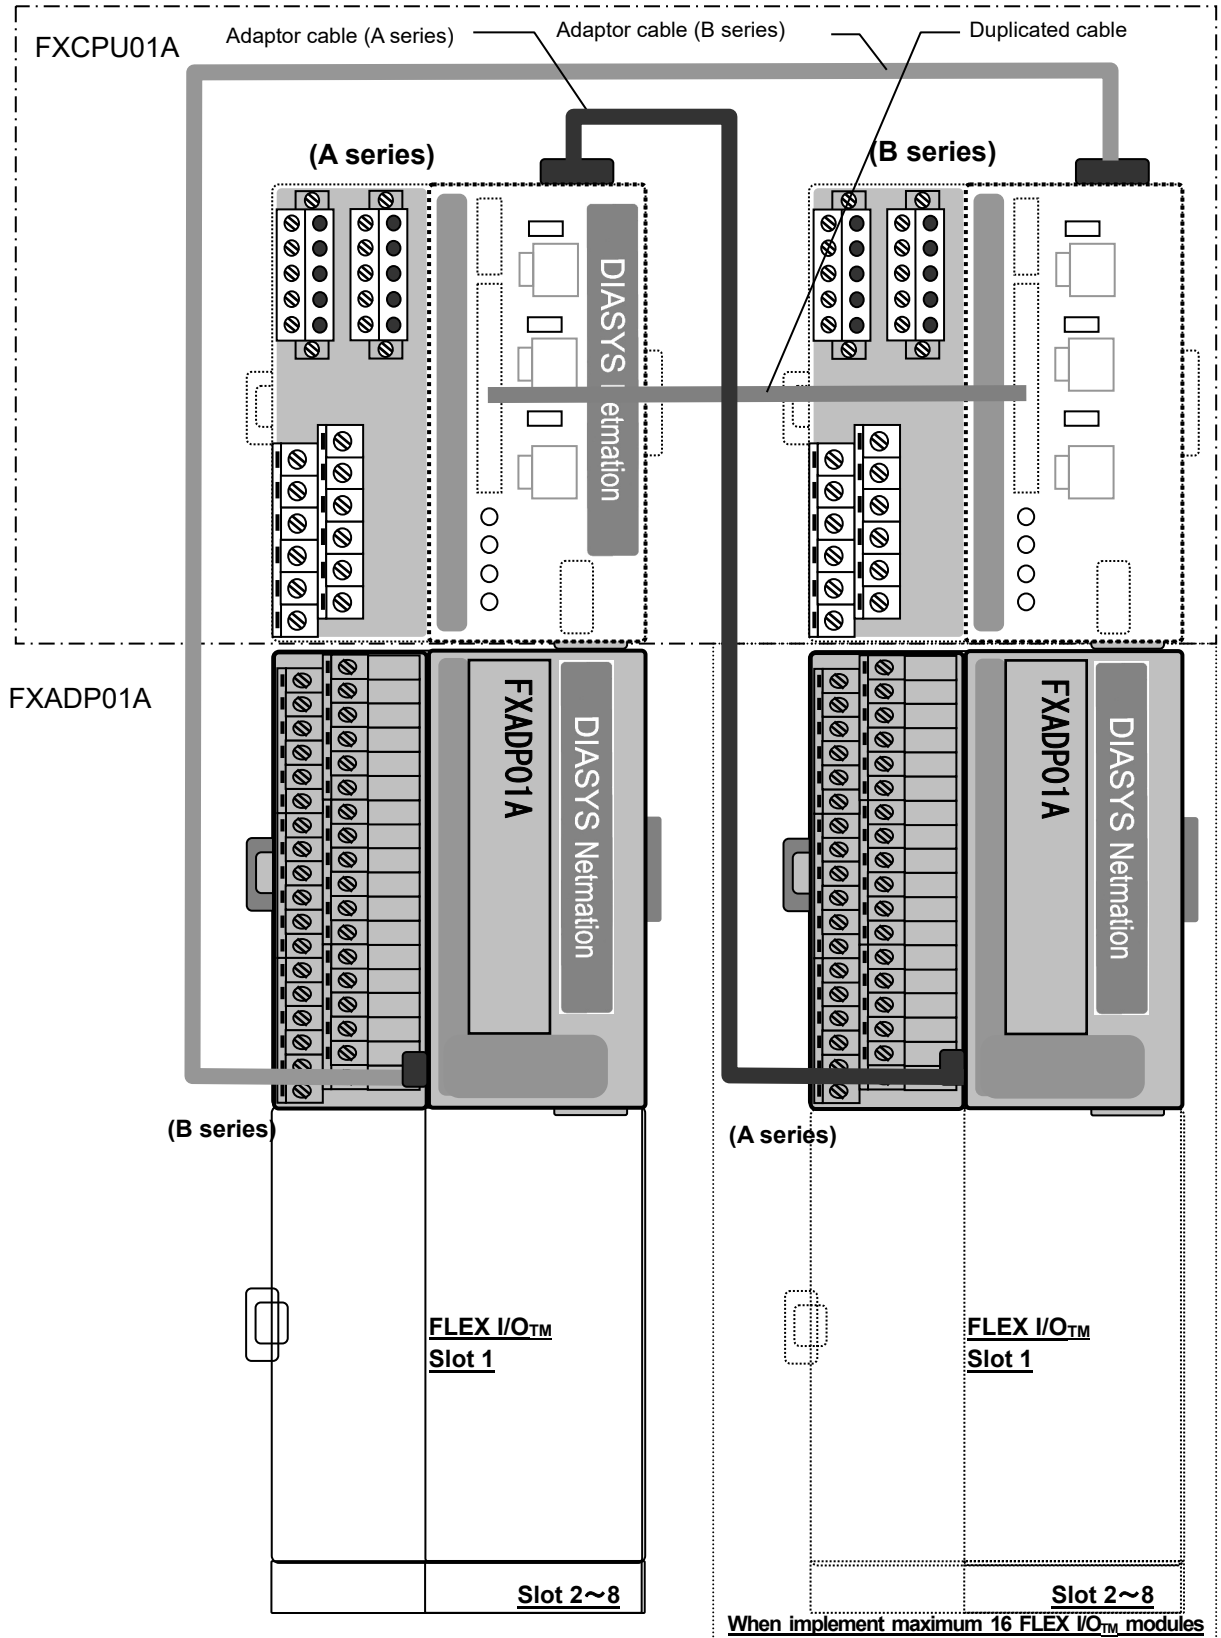 FXCPU01A
Adaptor cable (A series)
Adaptor cable (B series)
Duplicated cable
(A series)
(B series)
DIASYS Netmation
FXADP01A
FXADP01A
DIASYS Netmation
FXADP01A
DIASYS Netmation
(B series)
(A series)
FLEX I/OTM
Slot 1
FLEX I/OTM
Slot 1
Slot 2〜8
Slot 2〜8
When implement maximum 16 FLEX I/OTM modules